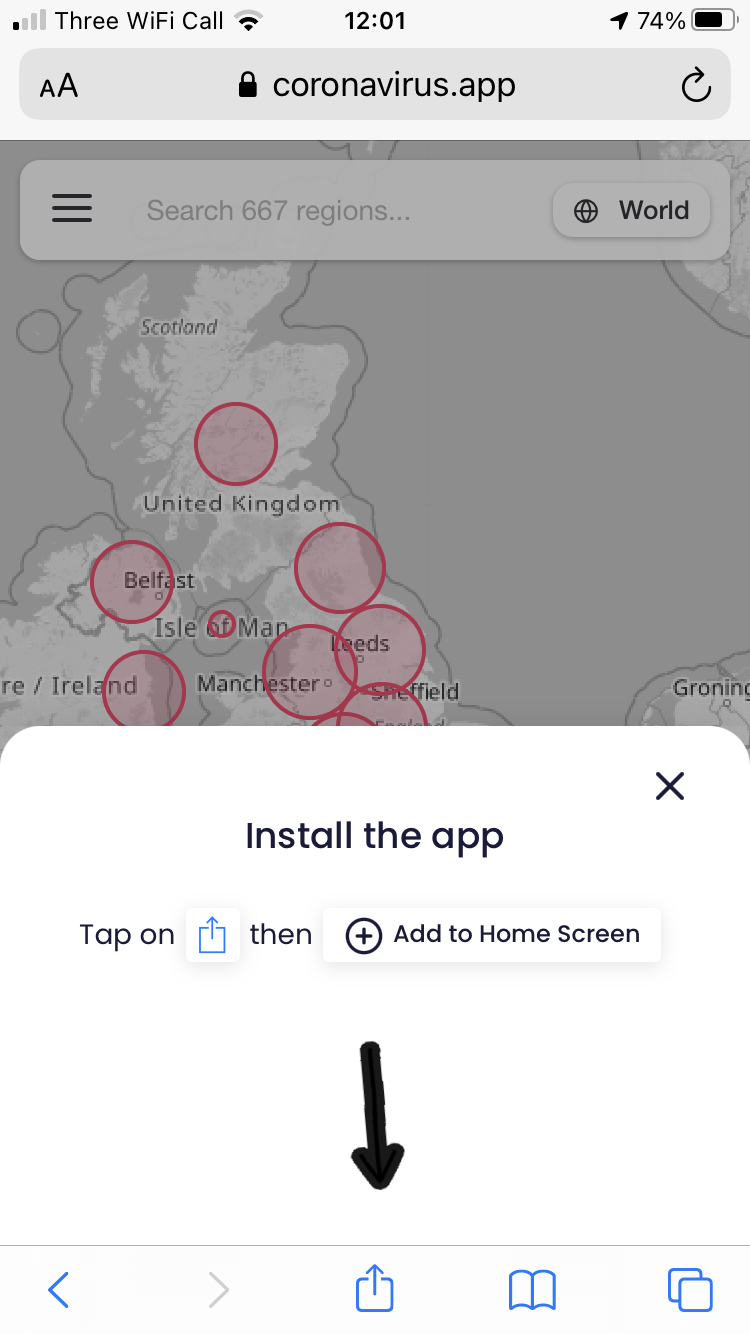 Three WiFi Call 12:01 74%
AA coronavirus.app
Search 667 regions... World
Scotland
United Kingdom
Belfast
Isle of Man
Leeds
re / Ireland Manchester Sheffield Groning
England
Install the app
Tap on then Add to Home Screen